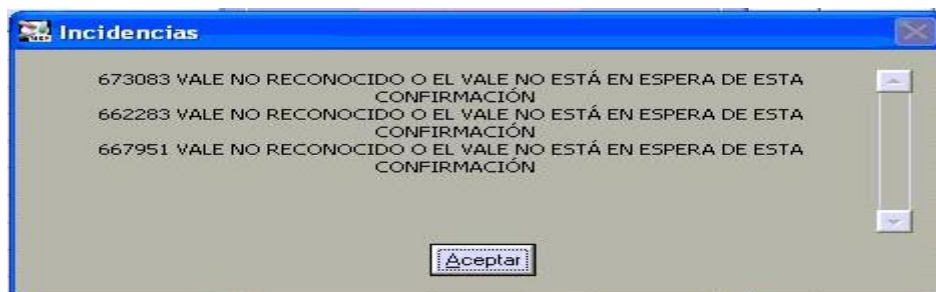 Incidencias
673083 VALE NO RECONOCIDO O EL VALE NO ESTÁ EN ESPERA DE ESTA
CONFIRMACIÓN
662283 VALE NO RECONOCIDO O EL VALE NO ESTÁ EN ESPERA DE ESTA
CONFIRMACIÓN
667951 VALE NO RECONOCIDO O EL VALE NO ESTÁ EN ESPERA DE ESTA
CONFIRMACIÓN
Aceptar